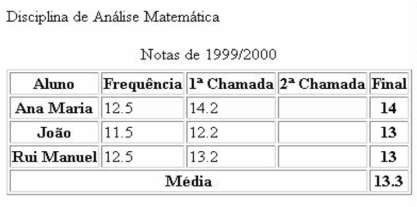 Disciplina de Análise Matemática
Notas de 1999/2000
Aluno Frequência 1ª Chamada 2ª Chamada Final
Ana Maria 12.5 14.2 14
João 11.5 12.2 13
Rui Manuel 12.5 13.2 13
Média 13.3